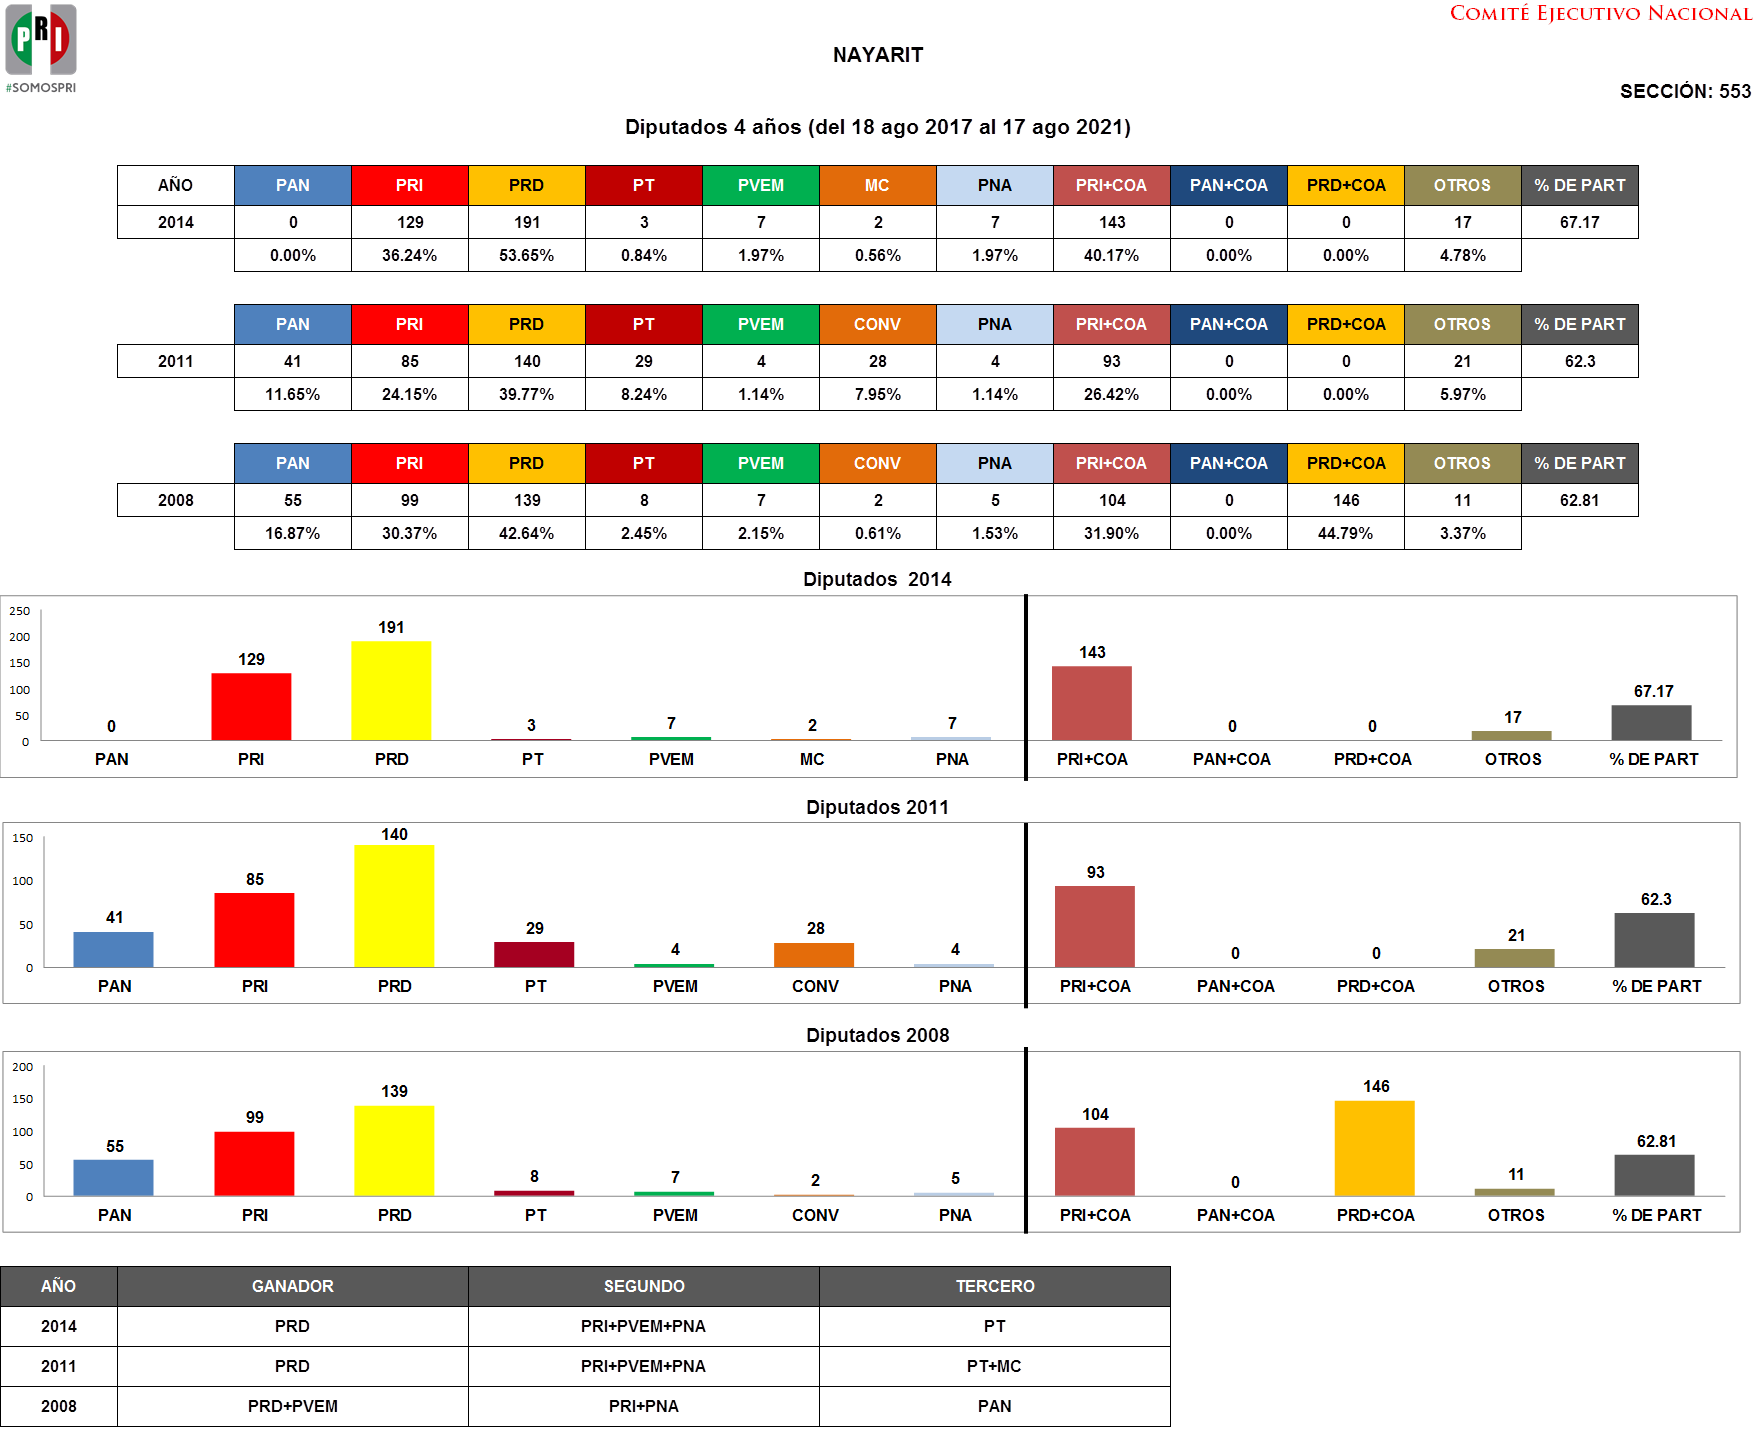 PRI
#SOMOSPRI
COMITÉ EJECUTIVO NACIONAL
NAYARIT
SECCIÓN: 553
Diputados 4 años (del 18 ago 2017 al 17 ago 2021)
AÑO PAN PRI PRD PT PVEM MC PNA PRI+COA PAN+COA PRD+COA OTROS % DE PART
2014 0 129 191 3 7 2 7 143 0 0 17 67.17
0.00% 36.24% 53.65% 0.84% 1.97% 0.56% 1.97% 40.17% 0.00% 0.00% 4.78%
PAN PRI PRD PT PVEM CONV PNA PRI+COA PAN+COA PRD+COA OTROS % DE PART
2011 41 85 140 29 4 28 4 93 0 0 21 62.3
11.65% 24.15% 39.77% 8.24% 1.14% 7.95% 1.14% 26.42% 0.00% 0.00% 5.97%
PAN PRI PRD PT PVEM CONV PNA PRI+COA PAN+COA PRD+COA OTROS % DE PART
2008 55 99 139 8 7 2 5 104 0 146 11 62.81
16.87% 30.37% 42.64% 2.45% 2.15% 0.61% 1.53% 31.90% 0.00% 44.79% 3.37%
Diputados 2014
250
200
150
100
50
0
0 129 191 3 7 2 7 143 0 0 17 67.17
PAN PRI PRD PT PVEM MC PNA PRI+COA PAN+COA PRD+COA OTROS % DE PART
Diputados 2011
150
100
50
0
41 85 140 29 4 28 4 93 0 0 21 62.3
PAN PRI PRD PT PVEM CONV PNA PRI+COA PAN+COA PRD+COA OTROS % DE PART
Diputados 2008
200
150
100
50
0
55 99 139 8 7 2 5 104 0 146 11 62.81
PAN PRI PRD PT PVEM CONV PNA PRI+COA PAN+COA PRD+COA OTROS % DE PART
AÑO GANADOR SEGUNDO TERCERO
2014 PRD PRI+PVEM+PNA PT
2011 PRD PRI+PVEM+PNA PT+MC
2008 PRD+PVEM PRI+PNA PAN